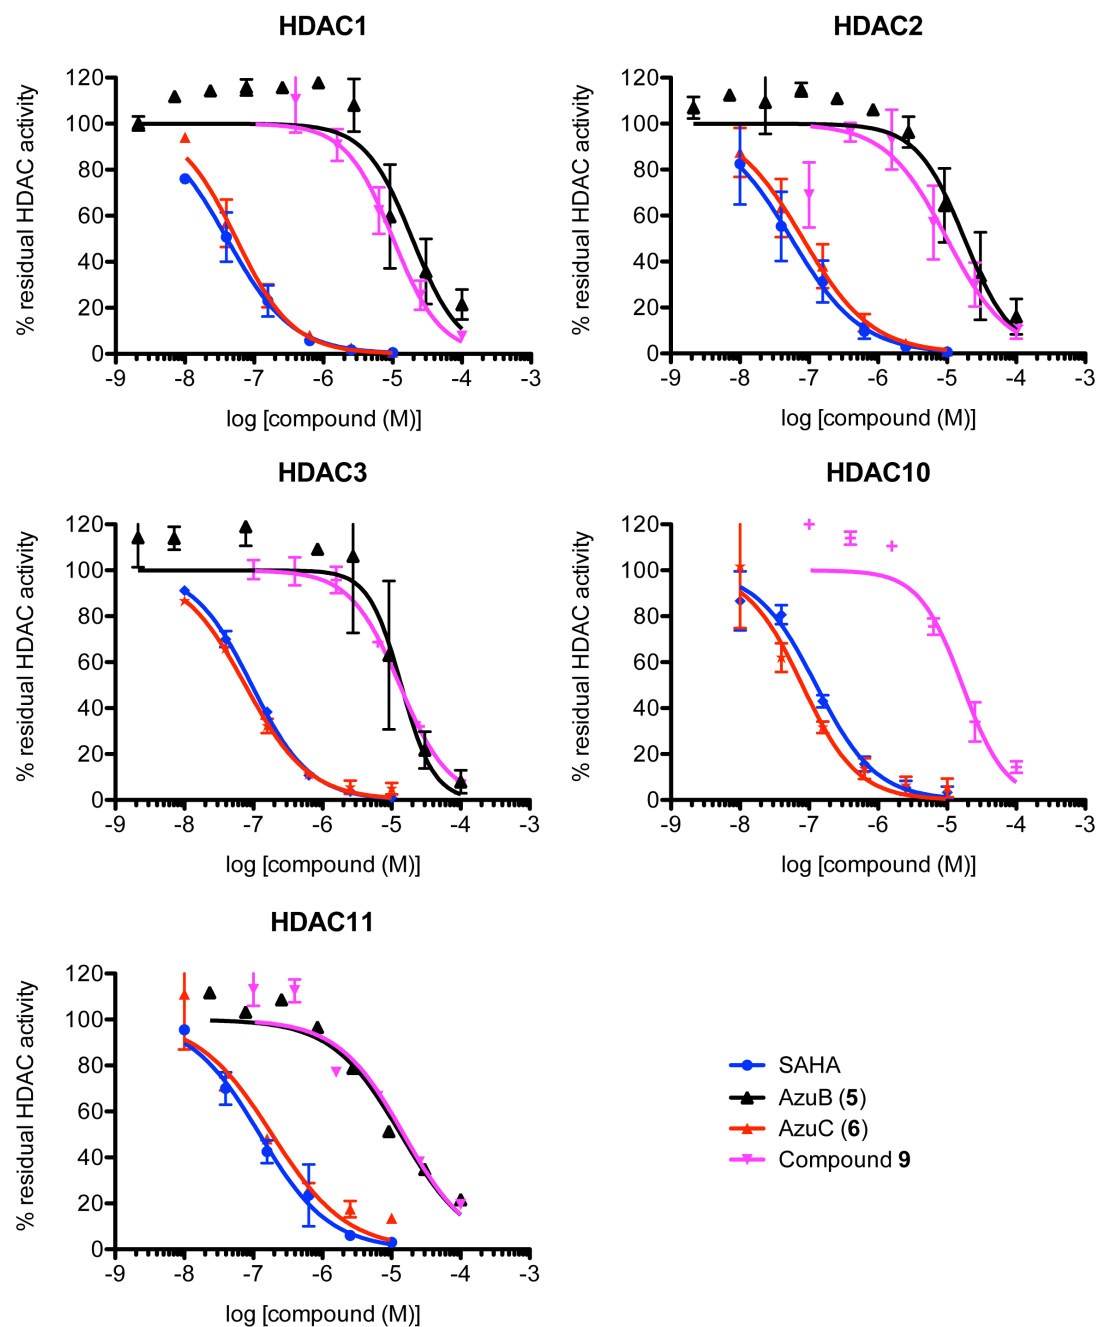 HDAC1
% residual HDAC activity
120
100
80
60
40
20
0
-9 -8 -7 -6 -5 -4 -3
log [compound (M)]
HDAC2
% residual HDAC activity
120
100
80
60
40
20
0
-9 -8 -7 -6 -5 -4 -3
log [compound (M)]
HDAC3
% residual HDAC activity
120
100
80
60
40
20
0
-9 -8 -7 -6 -5 -4 -3
log [compound (M)]
HDAC10
% residual HDAC activity
120
100
80
60
40
20
0
-9 -8 -7 -6 -5 -4 -3
log [compound (M)]
HDAC11
% residual HDAC activity
120
100
80
60
40
20
0
-9 -8 -7 -6 -5 -4 -3
log [compound (M)]
SAHA
AzuB (5)
AzuC (6)
Compound 9